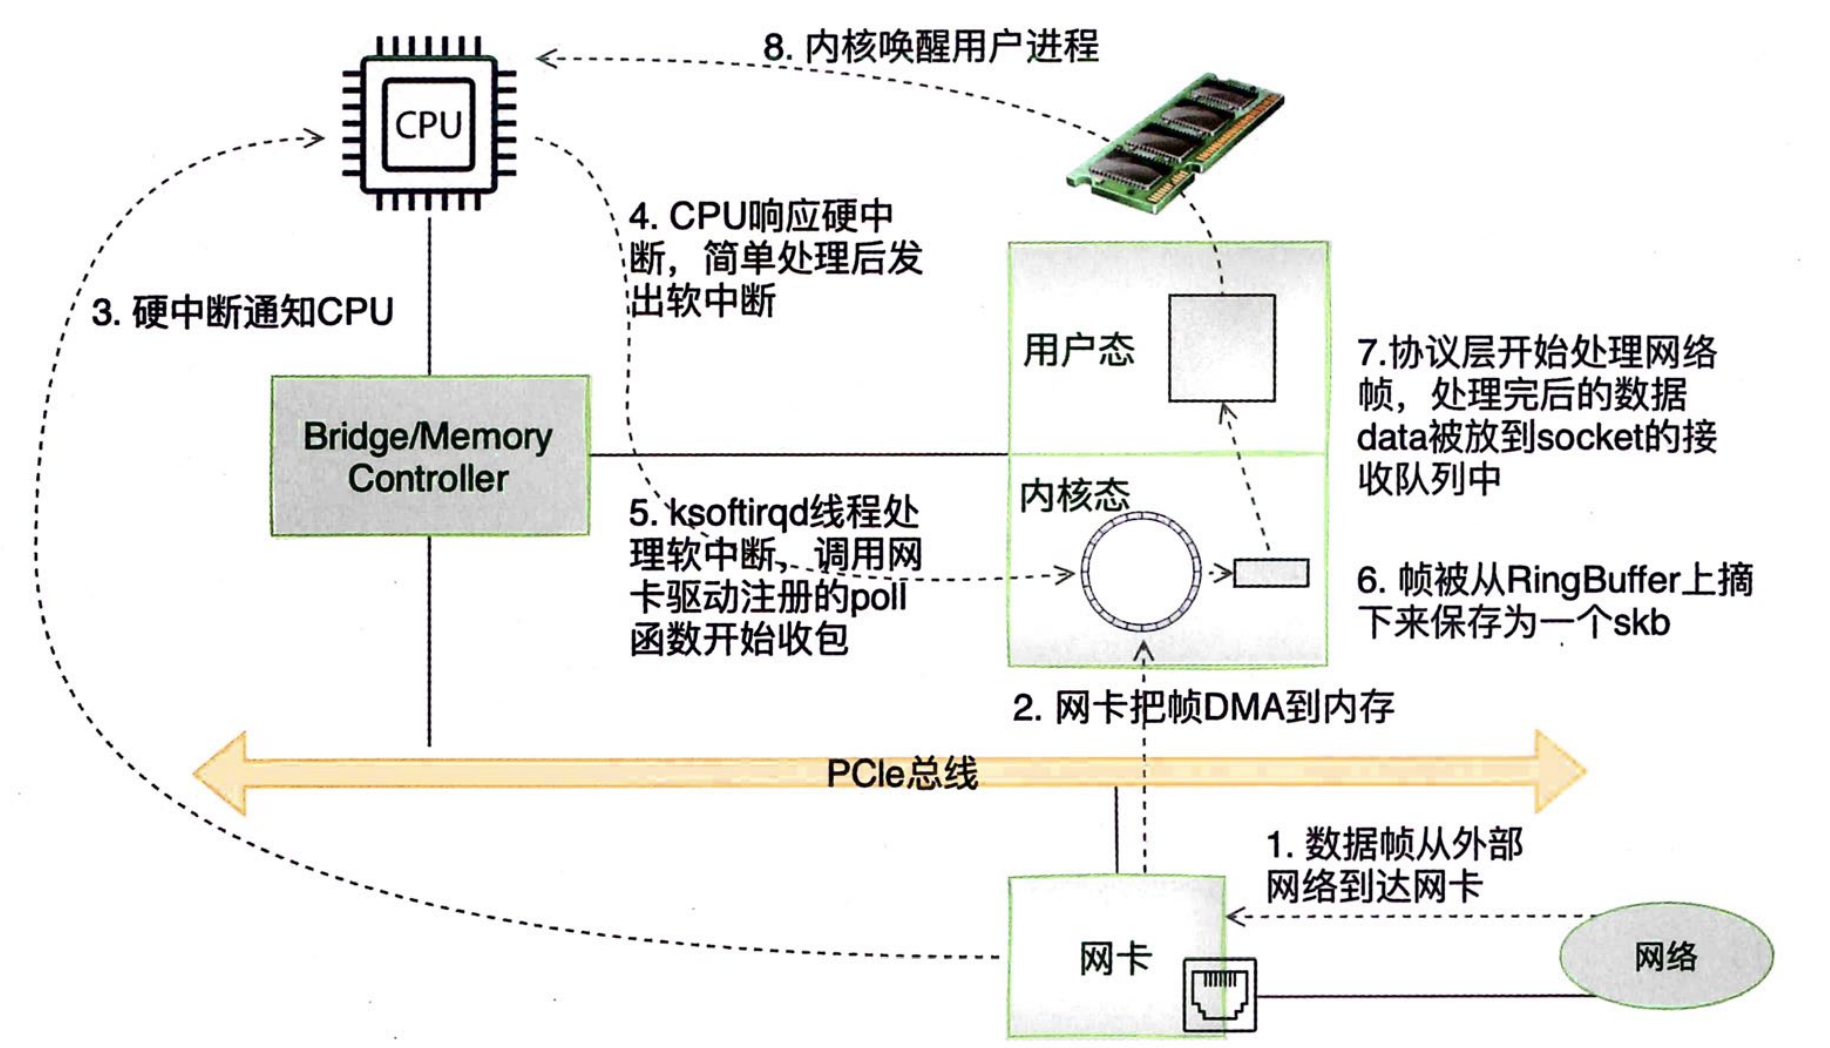 8. 内核唤醒用户进程
CPU
4. CPU响应硬中
断，简单处理后发
出软中断
3. 硬中断通知CPU
用户态
7.协议层开始处理网络
帧，处理完后的数据
data被放到socket的接
收队列中
Bridge/Memory
Controller
内核态
5. ksoftirqd线程处
理软中断，调用网
卡驱动注册的poll
函数开始收包
6. 帧被从RingBuffer上摘
下来保存为一个skb
2. 网卡把帧DMA到内存
PCIe总线
1. 数据帧从外部
网络到达网卡
网卡
网络